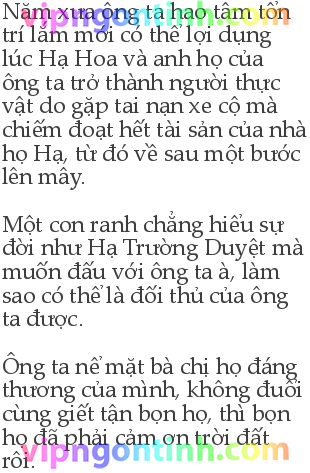 Năm xưa ông ta hao tâm tổn
trí lắm mới có thể lợi dụng
lúc Hạ Hoa và anh họ của
ông ta trở thành người thực
vật do gặp tai nạn xe cộ mà
chiếm đoạt hết tài sản của nhà
họ Hạ, từ đó về sau một bước
lên mây.
Một con ranh chẳng hiểu sự
đời như Hạ Trường Duyệt mà
muốn đấu với ông ta à, làm
sao có thể là đối thủ của ông
ta được.
Ông ta nể mặt bà chị họ đáng
thương của mình, không đuổi
cùng giết tận bọn họ, thì bọn
họ đã phải cảm ơn trời đất
rồi.
vipngontinh.com
vipngontinh.com